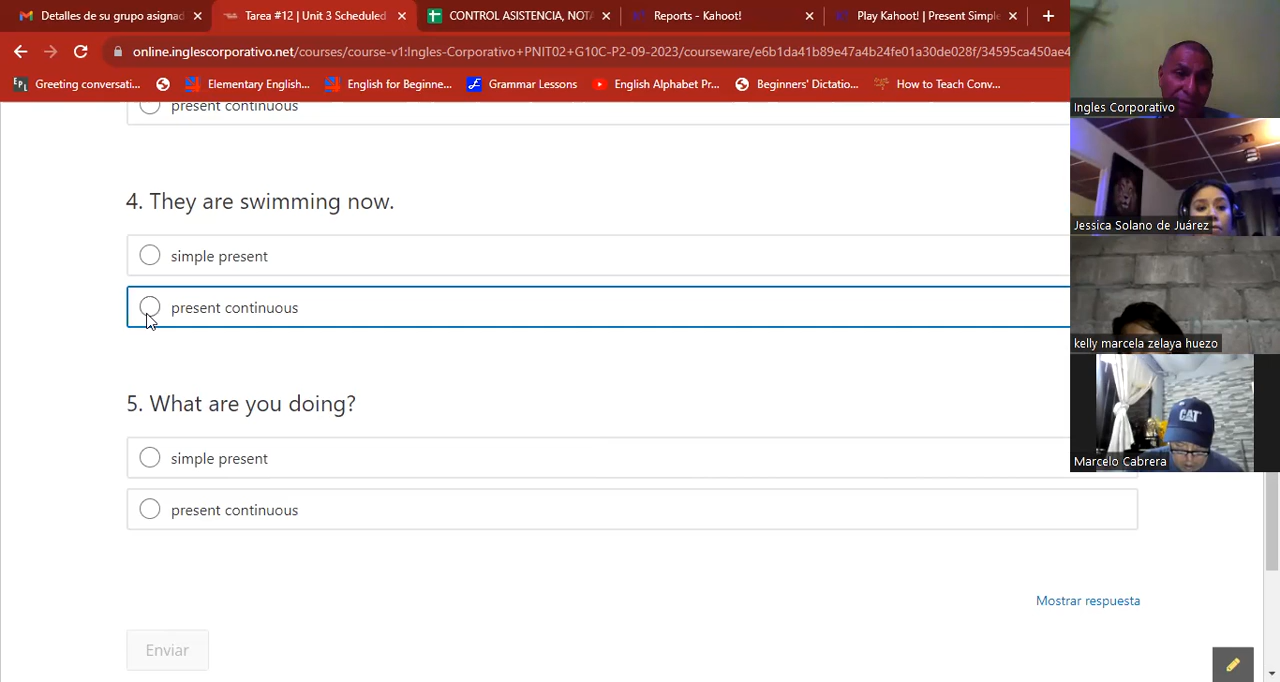 Detalles de su grupo asignad
Tarea #12 | Unit 3 Scheduled
CONTROL ASISTENCIA, NOTA
Reports - Kahoot!
Play Kahoot! | Present Simple
online.inglescorporativo.net/courses/course-v1:Ingles-Corporativo+PNIT02+G10C-P2-09-2023/courseware/e6b1da41b89e47a4b24fe01a30de028f/34595ca450ae4
Greeting conversati...
Elementary English...
English for Beginne...
Grammar Lessons
English Alphabet Pr...
Beginners' Dictatio...
How to Teach Conv...
present continuous
4. They are swimming now.
simple present
present continuous
5. What are you doing?
simple present
present continuous
Mostrar respuesta
Enviar
Ingles Corporativo
Jessica Solano de Juárez
kelly marcela zelaya huezo
CAT
Marcelo Cabrera